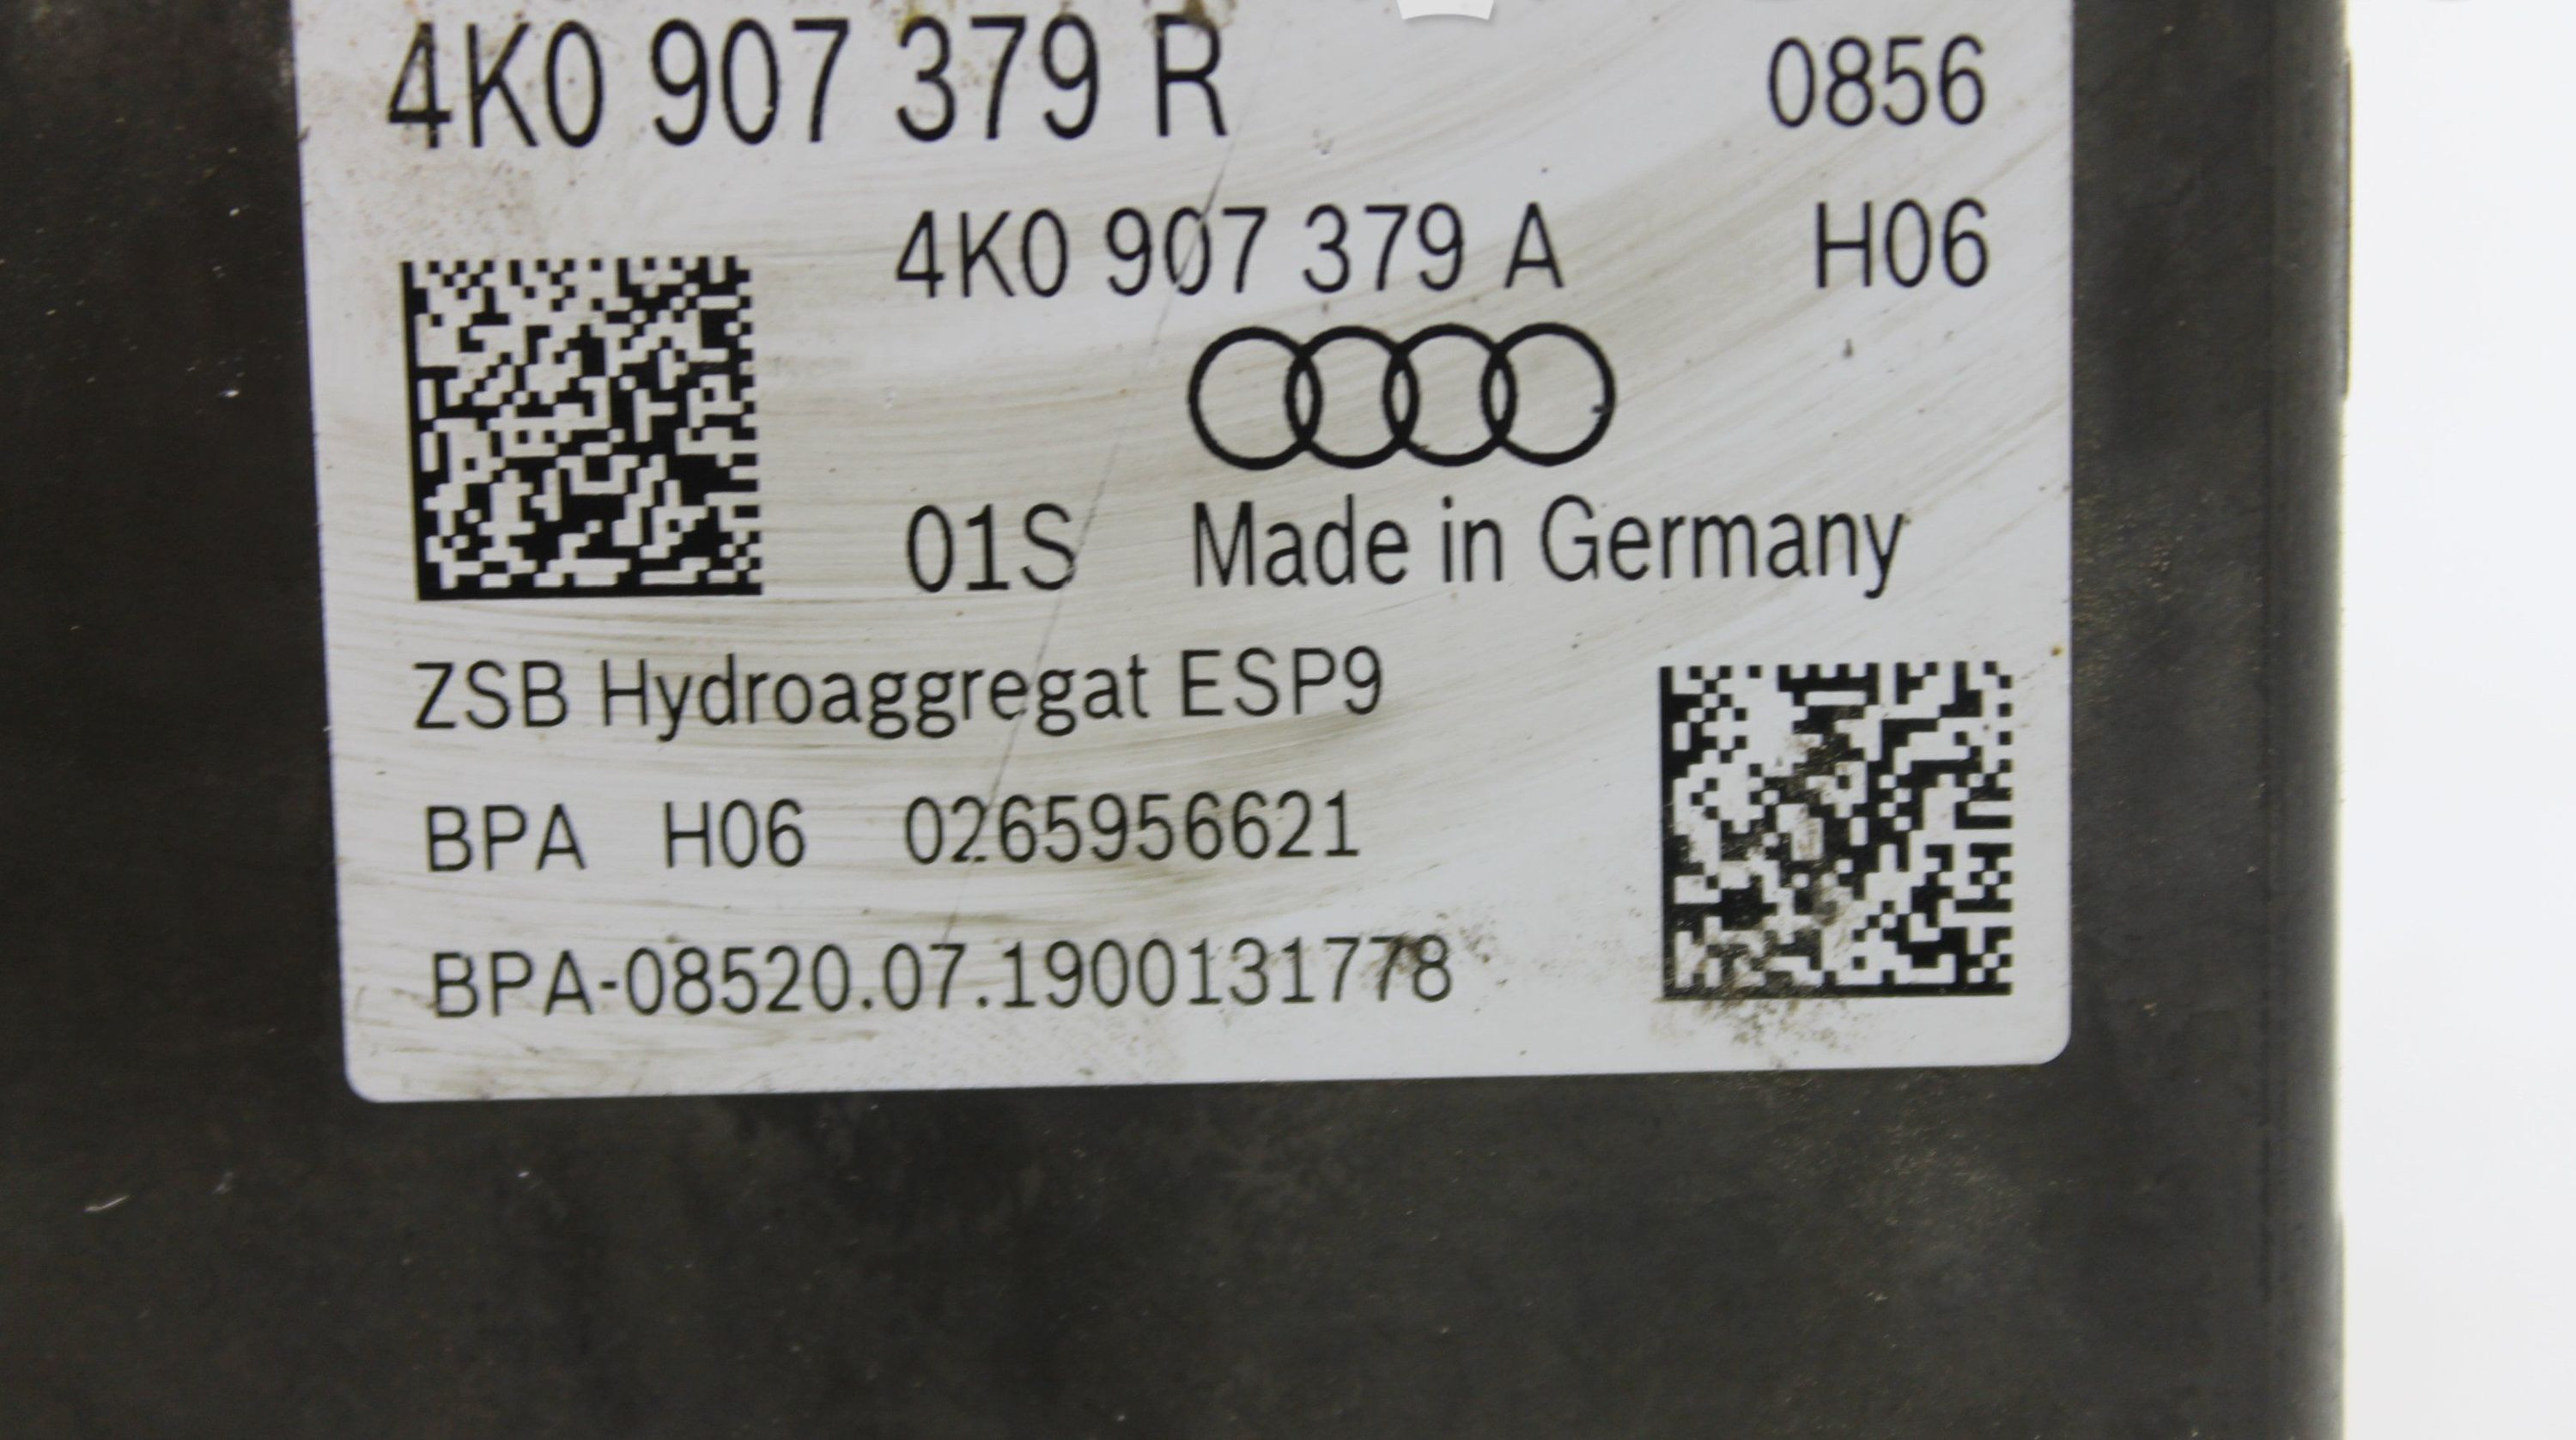 4K0 907 379 R 0856
4K0 907 379 A H06
01S Made in Germany
ZSB Hydroaggregat ESP9
BPA H06 0265956621
BPA-08520.07.1900131778